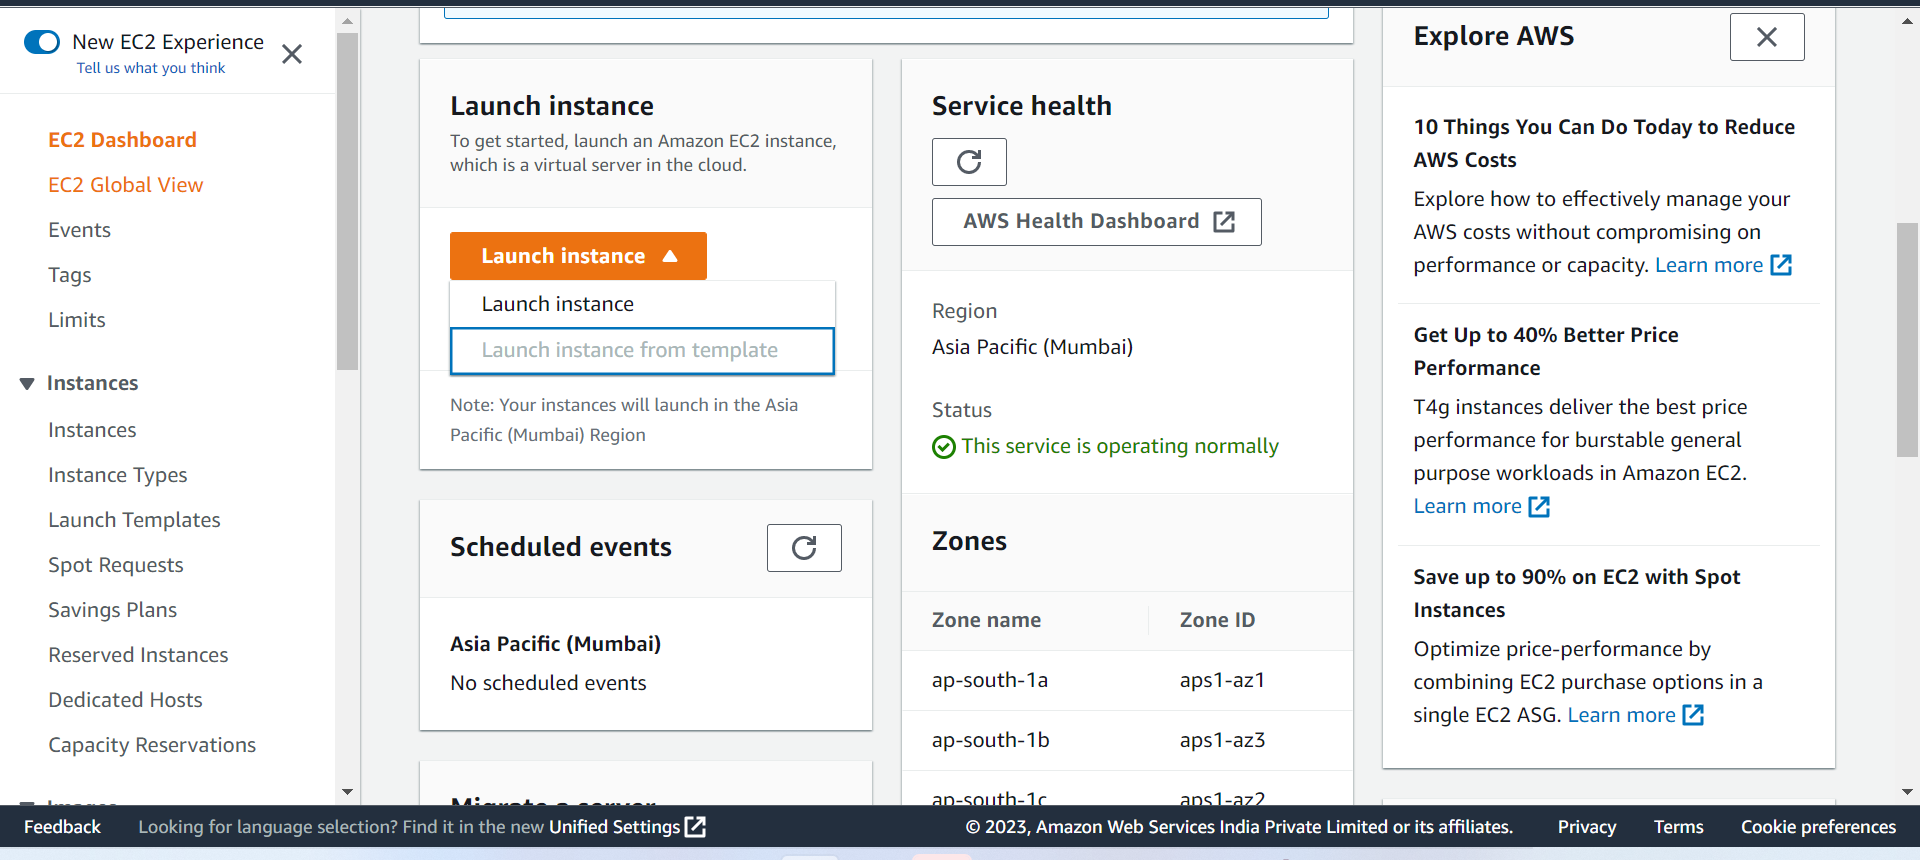 New EC2 Experience
Tell us what you think
EC2 Dashboard
EC2 Global View
Events
Tags
Limits
Instances
Instances
Instance Types
Launch Templates
Spot Requests
Savings Plans
Reserved Instances
Dedicated Hosts
Capacity Reservations
Images
Launch instance
To get started, launch an Amazon EC2 instance,
which is a virtual server in the cloud.
Launch instance
Launch instance
Launch instance from template
Note: Your instances will launch in the Asia
Pacific (Mumbai) Region
Scheduled events
Asia Pacific (Mumbai)
No scheduled events
Migrate a server
Service health
AWS Health Dashboard
Region
Asia Pacific (Mumbai)
Status
This service is operating normally
Zones
Zone name Zone ID
ap-south-1a aps1-az1
ap-south-1b aps1-az3
ap-south-1c aps1-az2
Explore AWS
10 Things You Can Do Today to Reduce
AWS Costs
Explore how to effectively manage your
AWS costs without compromising on
performance or capacity. Learn more
Get Up to 40% Better Price
Performance
T4g instances deliver the best price
performance for burstable general
purpose workloads in Amazon EC2.
Learn more
Save up to 90% on EC2 with Spot
Instances
Optimize price-performance by
combining EC2 purchase options in a
single EC2 ASG. Learn more
Feedback Looking for language selection? Find it in the new Unified Settings © 2023, Amazon Web Services India Private Limited or its affiliates. Privacy Terms Cookie preferences